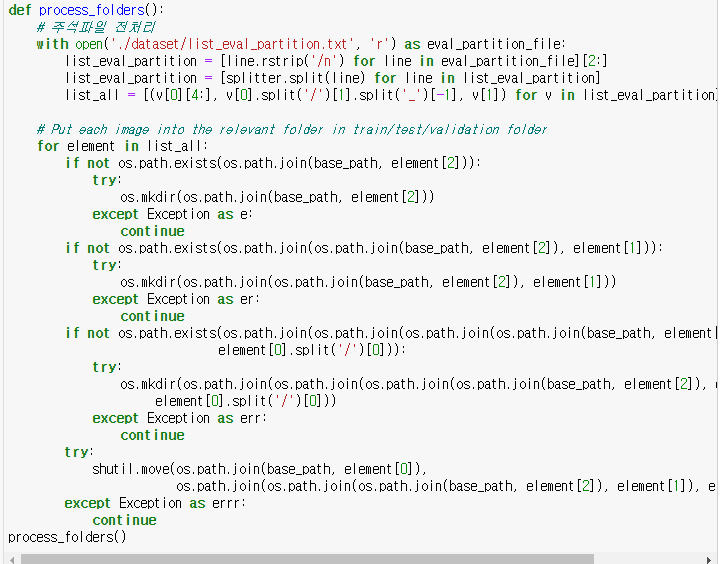 def process_folders():
    # 주석파일 전처리
    with open('./dataset/list_eval_partition.txt', 'r') as eval_partition_file:
        list_eval_partition = [line.rstrip('/n') for line in eval_partition_file][2:]
        list_eval_partition = [splitter.split(line) for line in list_eval_partition]
        list_all = [(v[0][4:], v[0].split('/')[1].split('_')[-1], v[1]) for v in list_eval_partition]

    # Put each image into the relevant folder in train/test/validation folder
    for element in list_all:
        if not os.path.exists(os.path.join(base_path, element[2])):
            try:
                os.mkdir(os.path.join(base_path, element[2]))
            except Exception as e:
                continue
        if not os.path.exists(os.path.join(os.path.join(base_path, element[2]), element[1])):
            try:
                os.mkdir(os.path.join(os.path.join(base_path, element[2]), element[1]))
            except Exception as er:
                continue
        if not os.path.exists(os.path.join(os.path.join(os.path.join(os.path.join(base_path, element[
                              element[0].split('/')[0])):
            try:
                os.mkdir(os.path.join(os.path.join(os.path.join(os.path.join(base_path, element[2]),
                     element[0].split('/')[0]))
            except Exception as err:
                continue
        try:
            shutil.move(os.path.join(base_path, element[0]),
                        os.path.join(os.path.join(os.path.join(base_path, element[2]), element[1]), e
        except Exception as errr:
            continue
process_folders()